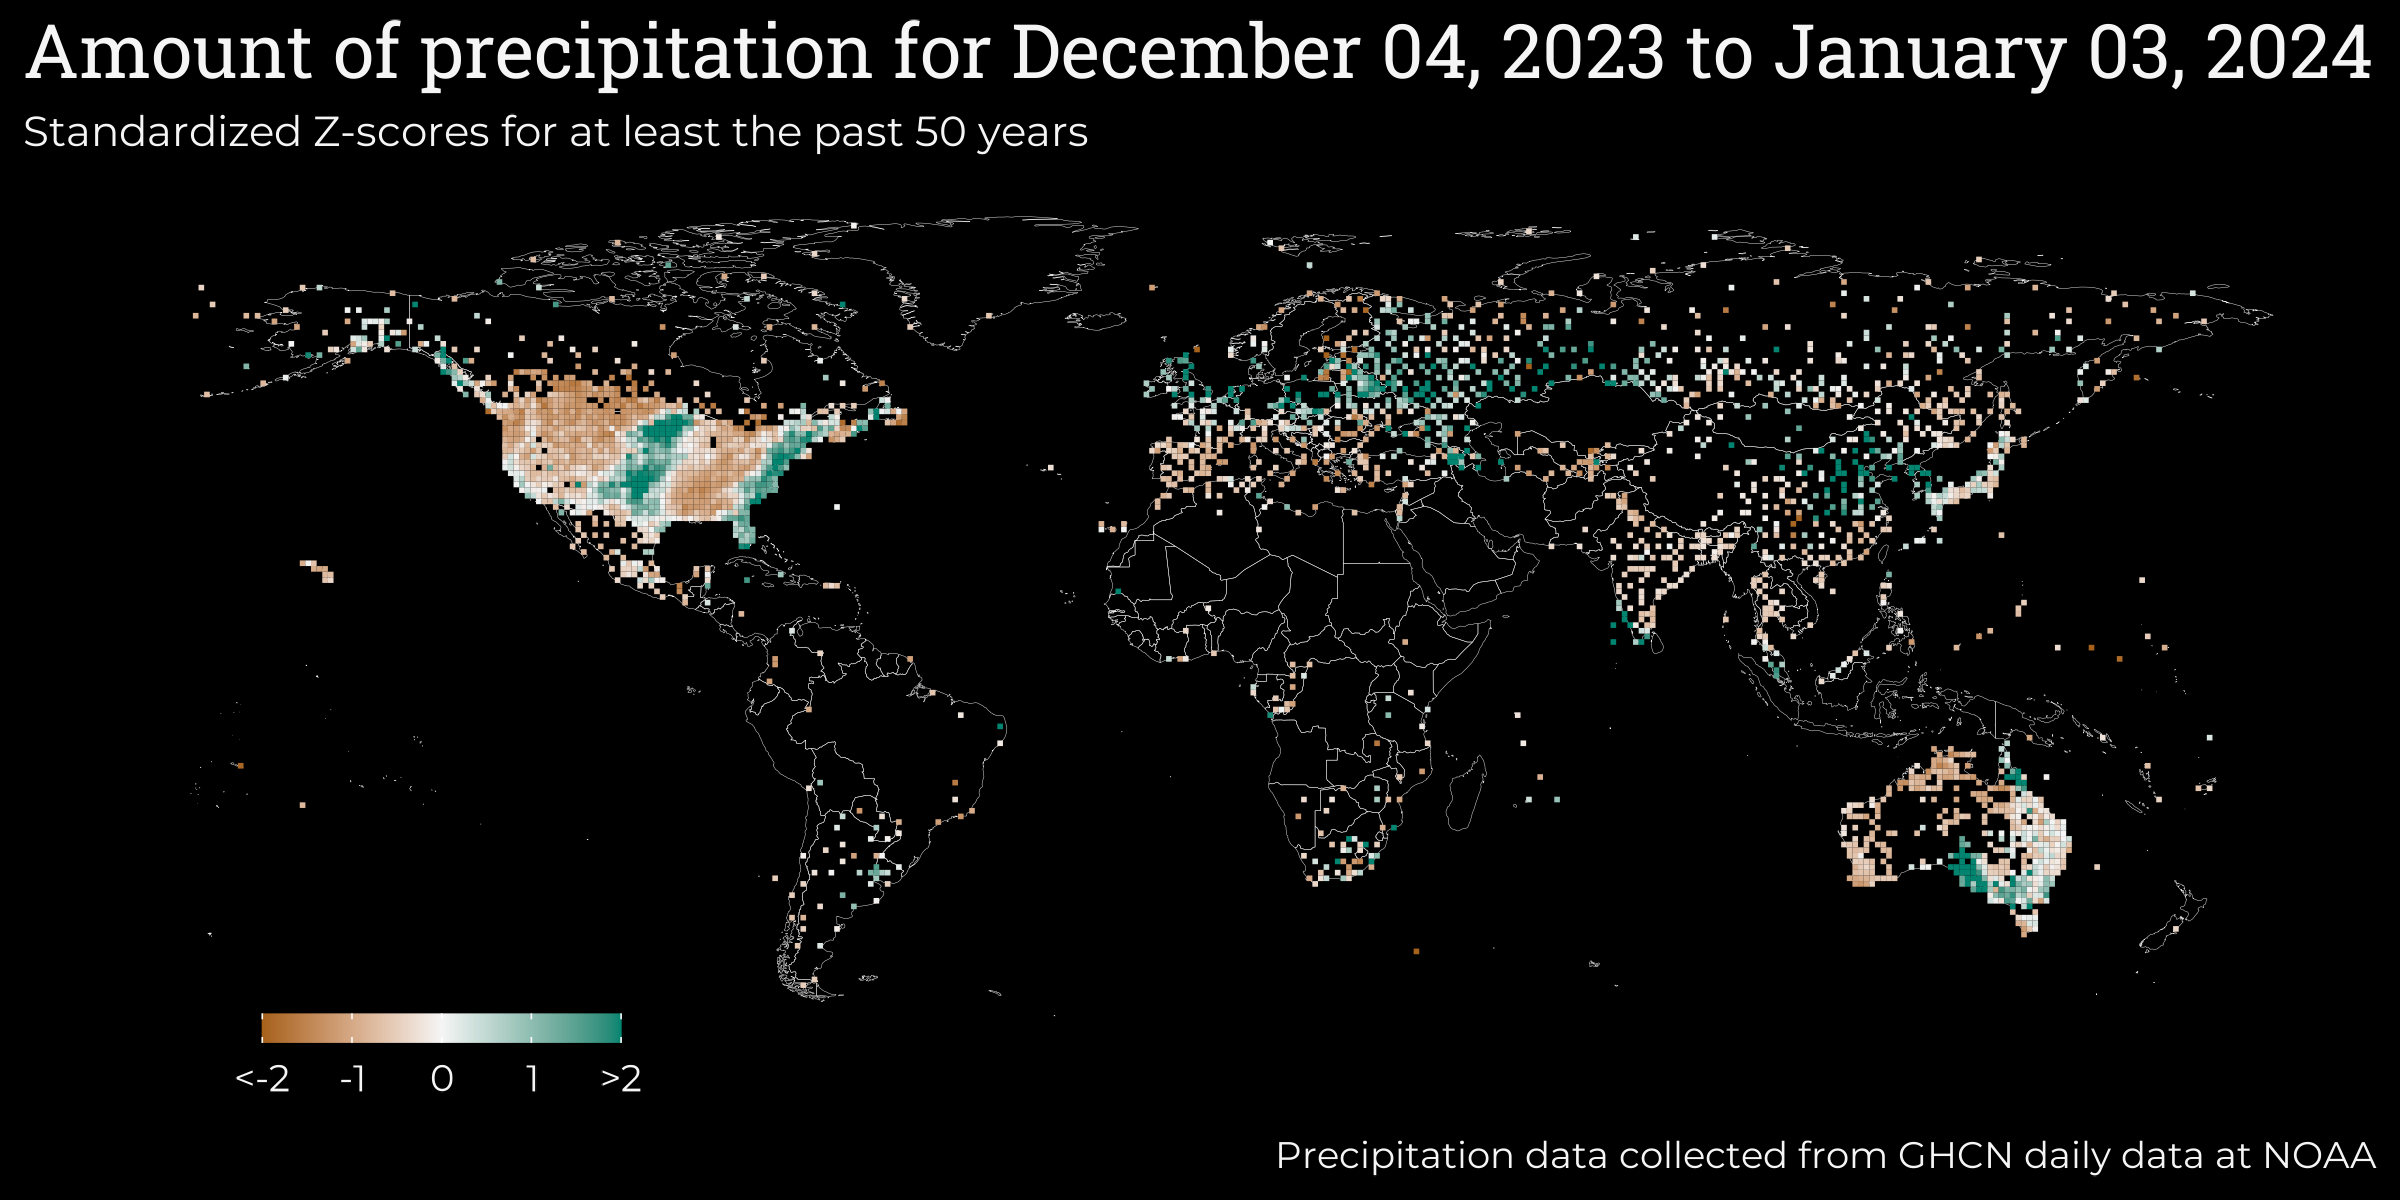 Amount of precipitation for December 04, 2023 to January 03, 2024
Standardized Z-scores for at least the past 50 years
<-2 -1 0 1 >2
Precipitation data collected from GHCN daily data at NOAA